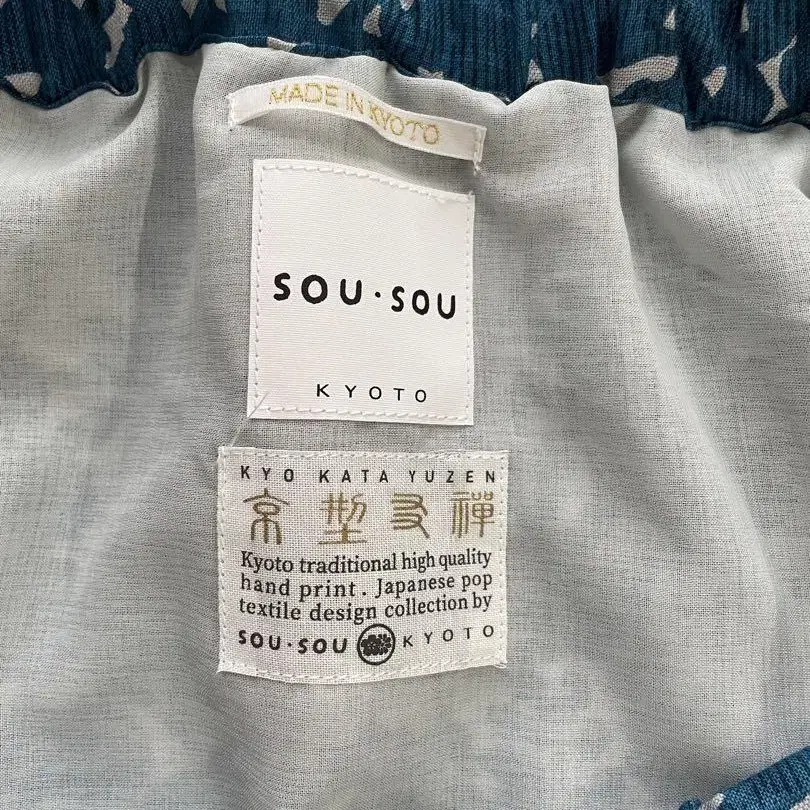 MADE IN KYOTO
SOU・SOU
KYOTO
KYO KATA YUZEN
京型友禅
Kyoto traditional high quality
hand print. Japanese pop
textile design collection by
SOU・SOU KYOTO